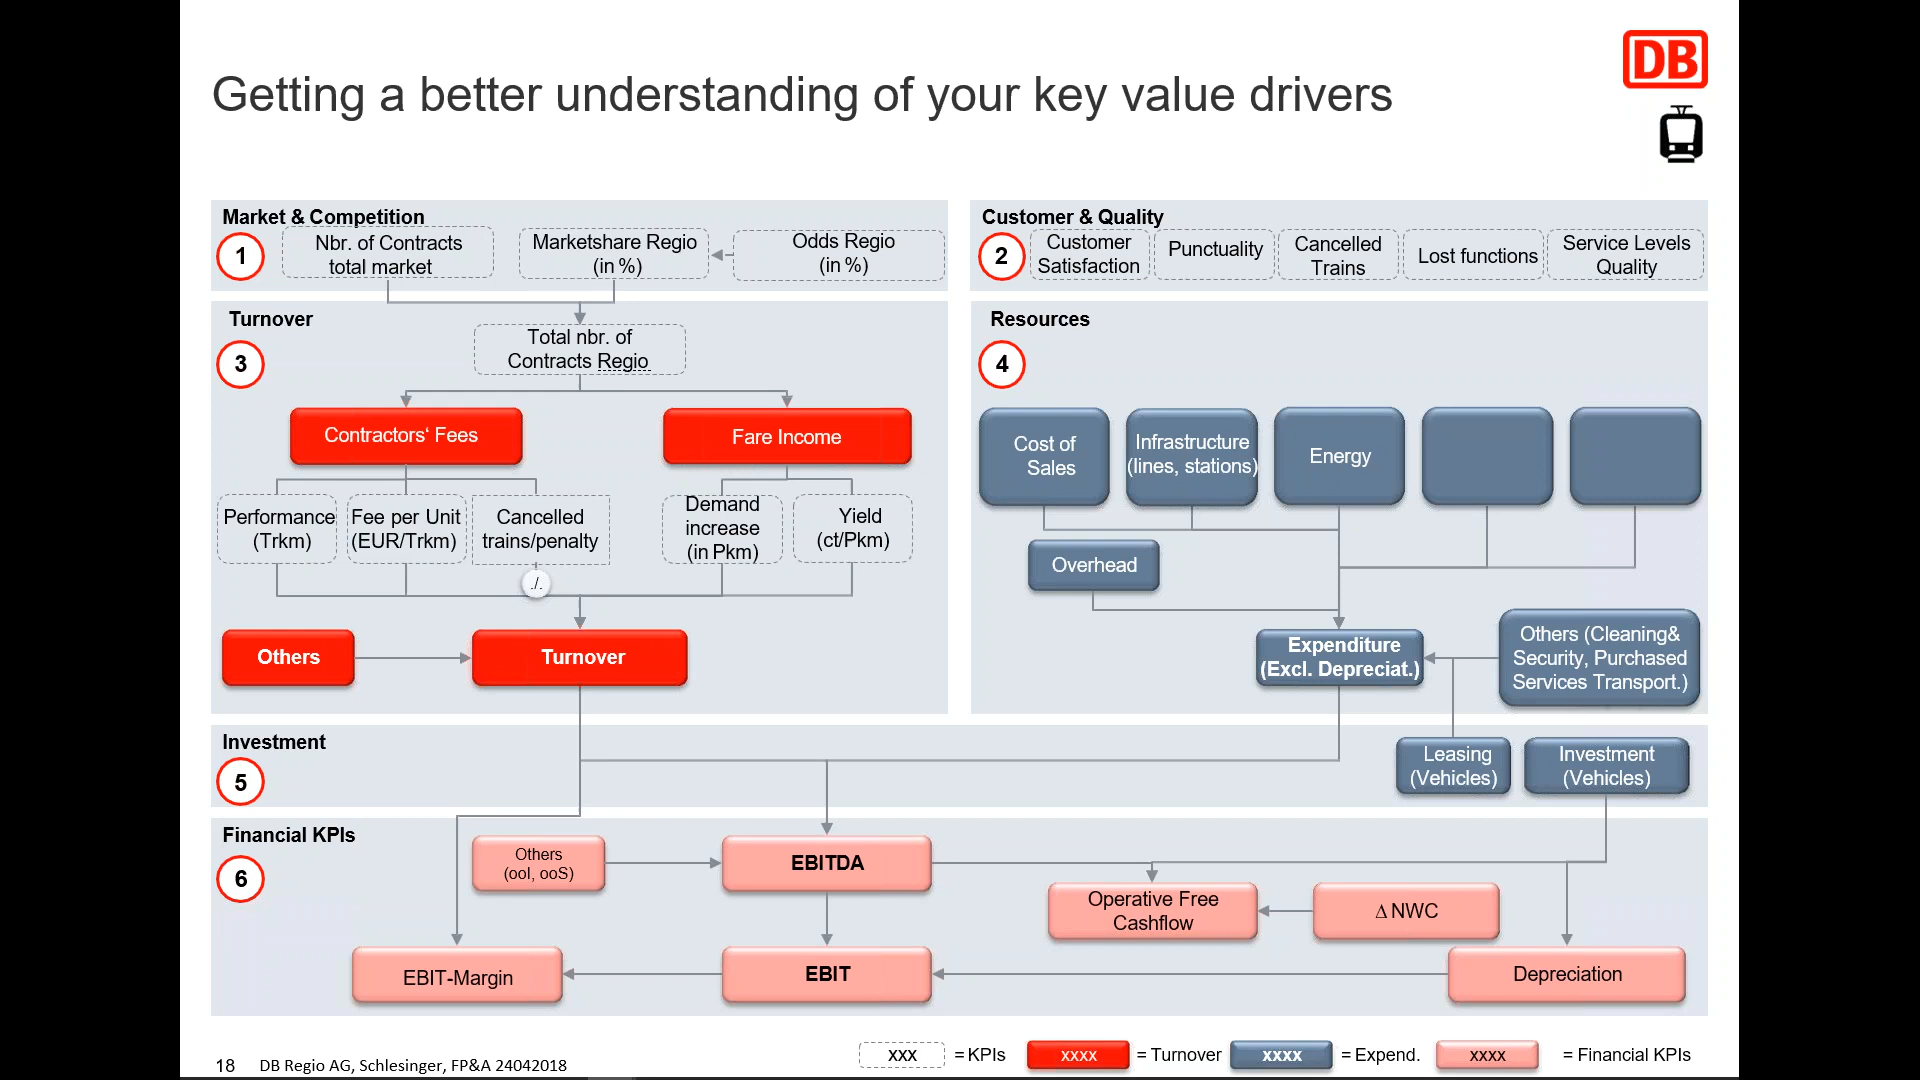 DB
Getting a better understanding of your key value drivers
Market & Competition
1
Nbr. of Contracts
total market
Marketshare Regio
(in %)
Odds Regio
(in %)
Customer & Quality
2
Customer
Satisfaction
Punctuality
Cancelled
Trains
Lost functions
Service Levels
Quality
Turnover
3
Total nbr. of
Contracts Regio
Contractors‘ Fees
Fare Income
Performance
(Trkm)
Fee per Unit
(EUR/Trkm)
Cancelled
trains/penalty
Demand
increase
(in Pkm)
Yield
(ct/Pkm)
./.
Others
Turnover
Resources
4
Cost of
Sales
Infrastructure
(lines, stations)
Energy
Overhead
Expenditure
(Excl. Depreciat.)
Others (Cleaning&
Security, Purchased
Services Transport.)
Investment
5
Leasing
(Vehicles)
Investment
(Vehicles)
Financial KPIs
6
Others
(ooI, ooS)
EBITDA
Operative Free
Cashflow
Δ NWC
EBIT-Margin
EBIT
Depreciation
xxx = KPIs
xxxx = Turnover
xxxx = Expend.
xxxx = Financial KPIs
18 DB Regio AG, Schlesinger, FP&A 24042018